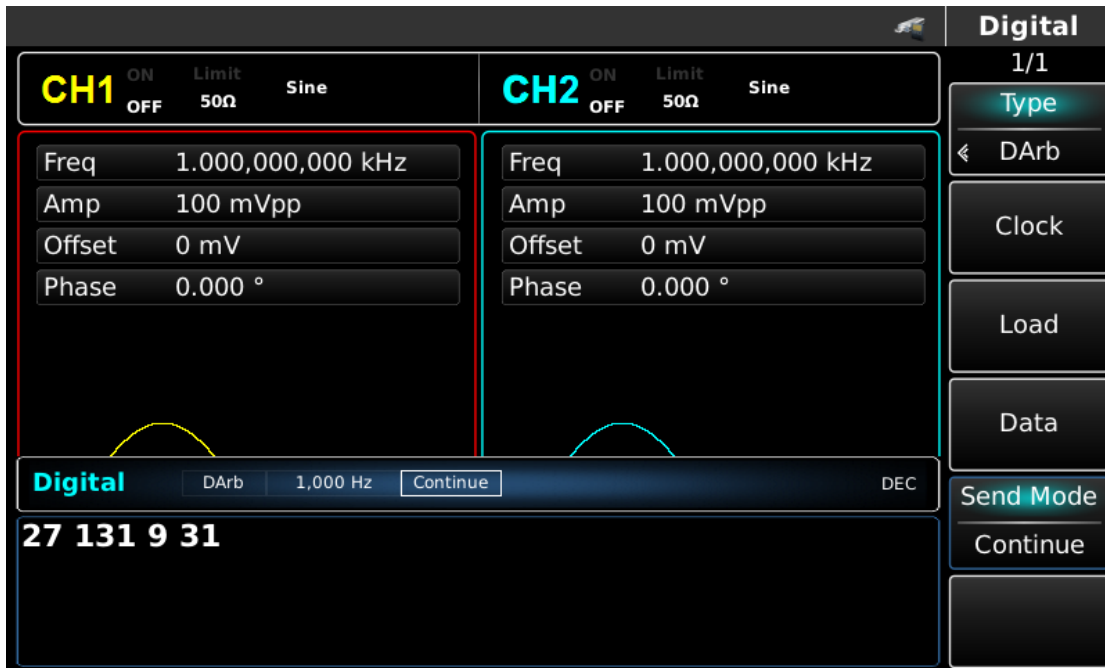 Digital
1/1
CH1 ON OFF Limit 50Ω Sine
CH2 ON OFF Limit 50Ω Sine
Type
DArb
Freq 1.000,000,000 kHz
Amp 100 mVpp
Offset 0 mV
Phase 0.000 °
Freq 1.000,000,000 kHz
Amp 100 mVpp
Offset 0 mV
Phase 0.000 °
Clock
Load
Data
Digital DArb 1,000 Hz Continue DEC
27 131 9 31
Send Mode
Continue